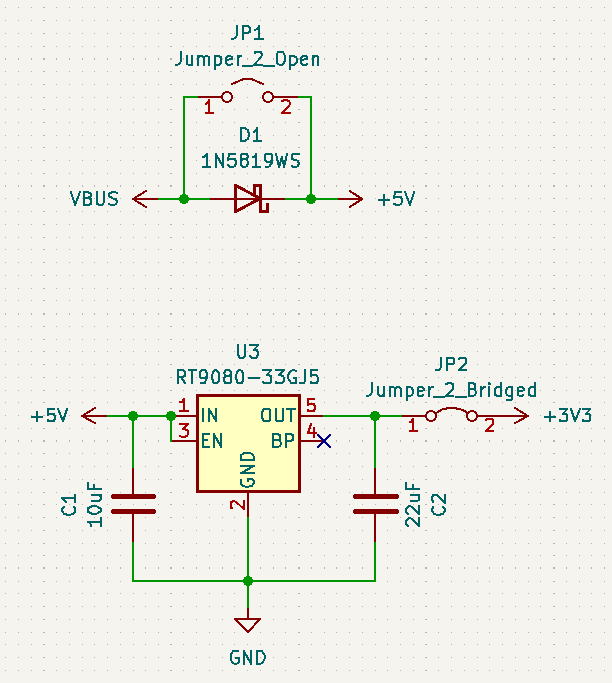 JP1
Jumper_2_Open
1 2
D1
1N5819WS
VBUS +5V
U3
RT9080-33GJ5
JP2
Jumper_2_Bridged
+5V 1 IN OUT 5 1 2 +3V3
3 EN BP 4
GND
2
C1
10uF
22uF
C2
GND